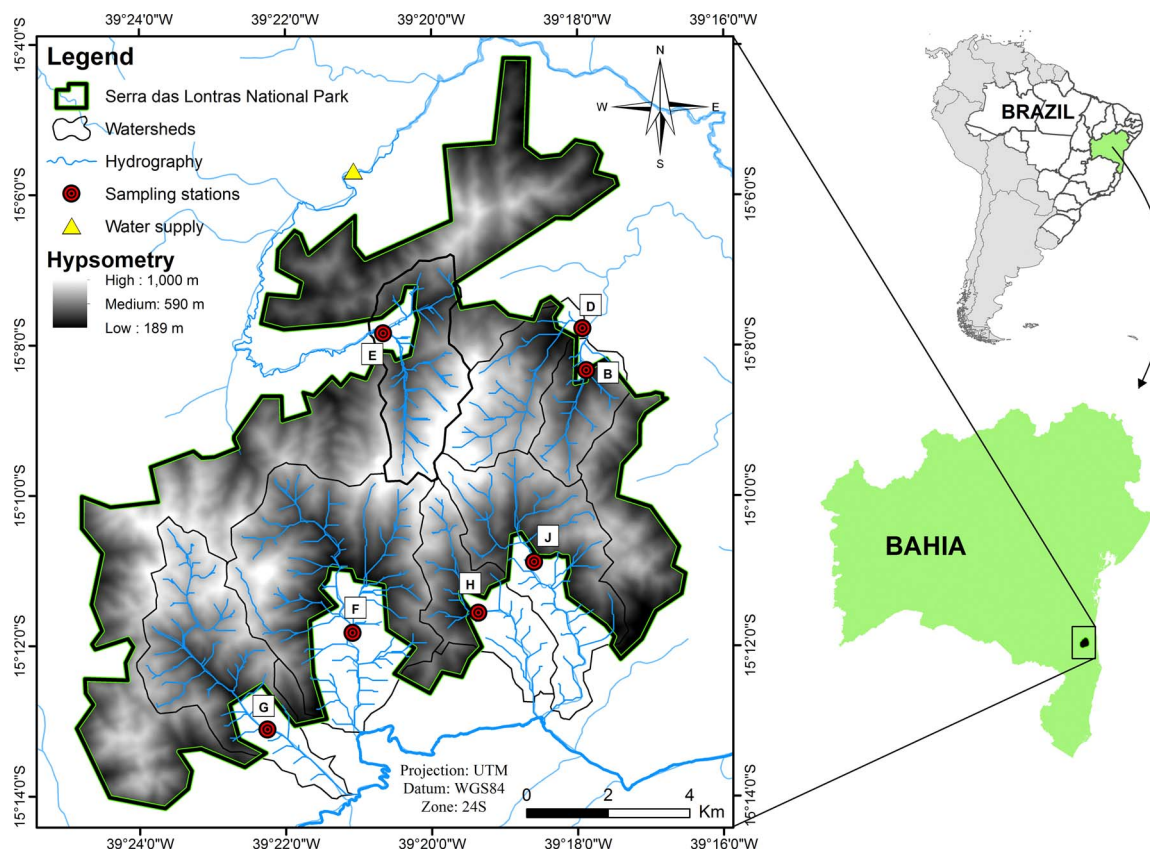 39°24'0"W
39°22'0"W
39°20'0"W
39°18'0"W
39°16'0"W
15°4'0"S
15°6'0"S
15°8'0"S
15°10'0"S
15°12'0"S
15°14'0"S
Legend
Serra das Lontras National Park
Watersheds
Hydrography
Sampling stations
Water supply
Hypsometry
High : 1,000 m
Medium: 590 m
Low : 189 m
N
W
E
S
D
E
B
J
H
F
G
Projection: UTM
Datum: WGS84
Zone: 24S
0 2 4
Km
15°4'0"S
15°6'0"S
15°8'0"S
15°10'0"S
15°12'0"S
15°14'0"S
39°24'0"W
39°22'0"W
39°20'0"W
39°18'0"W
39°16'0"W
BRAZIL
BAHIA